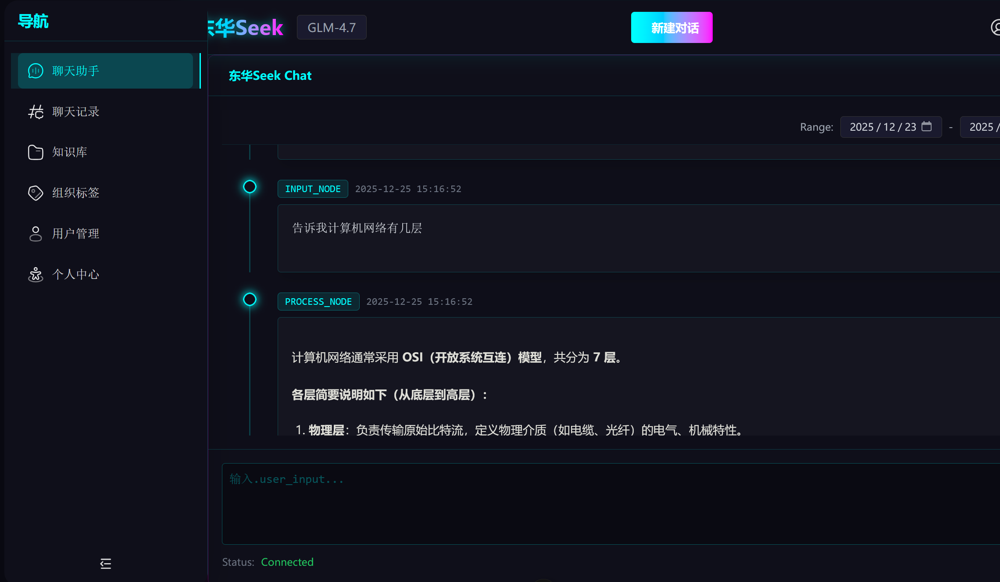 导航
华Seek
GLM-4.7
新建对话
聊天助手
聊天记录
知识库
组织标签
用户管理
个人中心
东华Seek Chat
Range: 2025 / 12 / 23 - 2025 /
INPUT_NODE 2025-12-25 15:16:52
告诉我计算机网络有几层
PROCESS_NODE 2025-12-25 15:16:52
计算机网络通常采用 OSI（开放系统互连）模型，共分为 7 层。
各层简要说明如下（从底层到高层）：
1. 物理层：负责传输原始比特流，定义物理介质（如电缆、光纤）的电气、机械特性。
输入.user_input...
Status: Connected